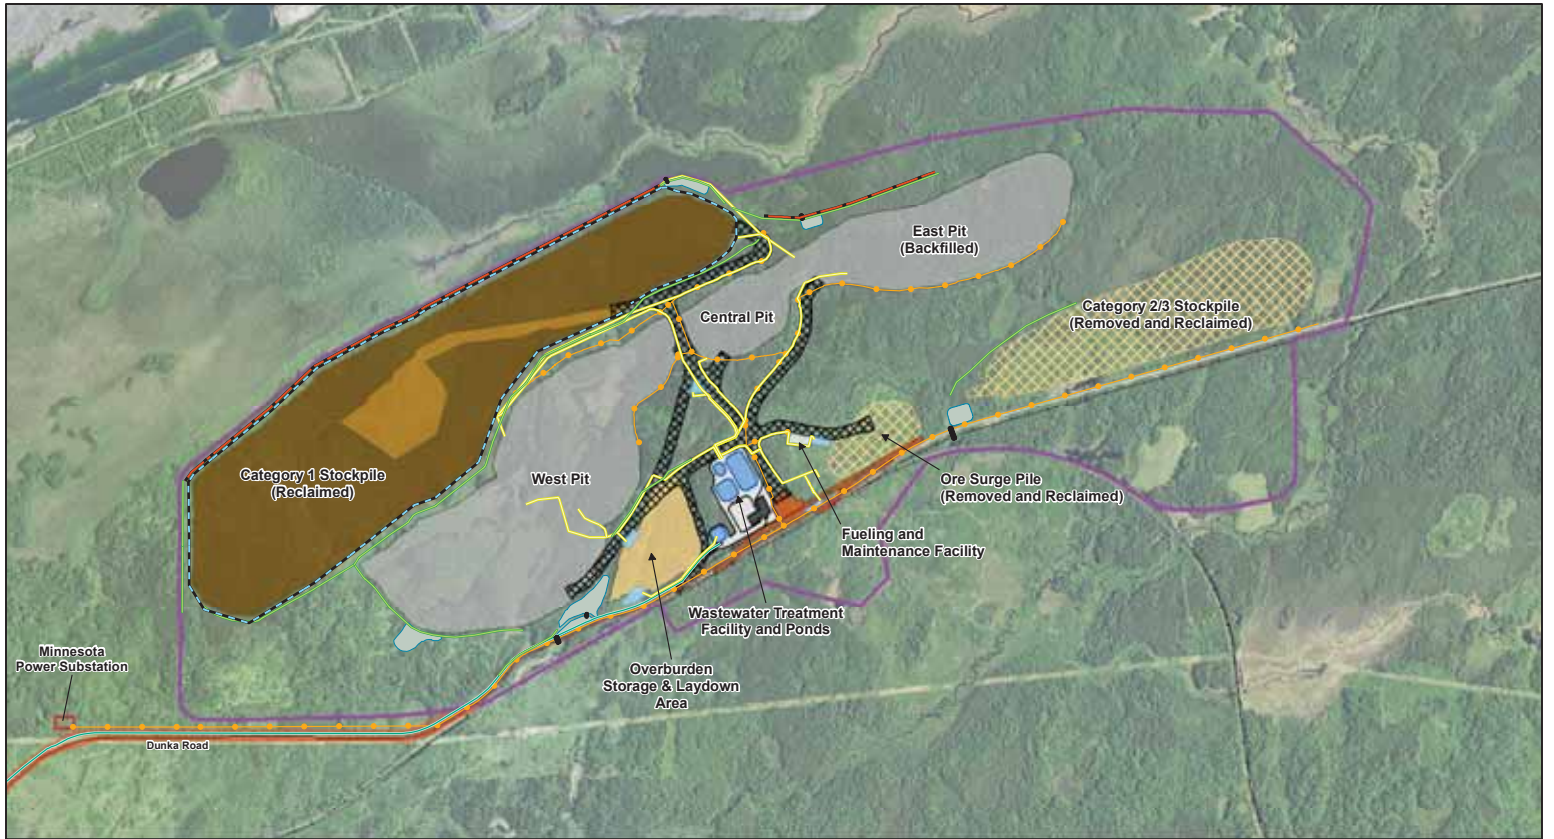 East Pit
(Backfilled)
Central Pit
Category 2/3 Stockpile
(Removed and Reclaimed)
Category 1 Stockpile
(Reclaimed)
West Pit
Ore Surge Pile
(Removed and Reclaimed)
Fueling and
Maintenance Facility
Wastewater Treatment
Facility and Ponds
Minnesota
Power Substation
Overburden
Storage & Laydown
Area
Dunka Road